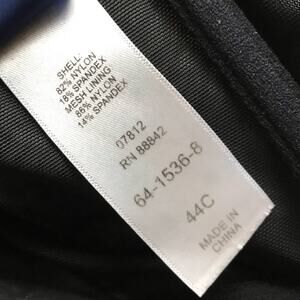 SHELL:
82% NYLON
18% SPANDEX
MESH LINING
86% NYLON
14% SPANDEX
07812
RN 88842
64-1536-8
44C
MADE IN
CHINA